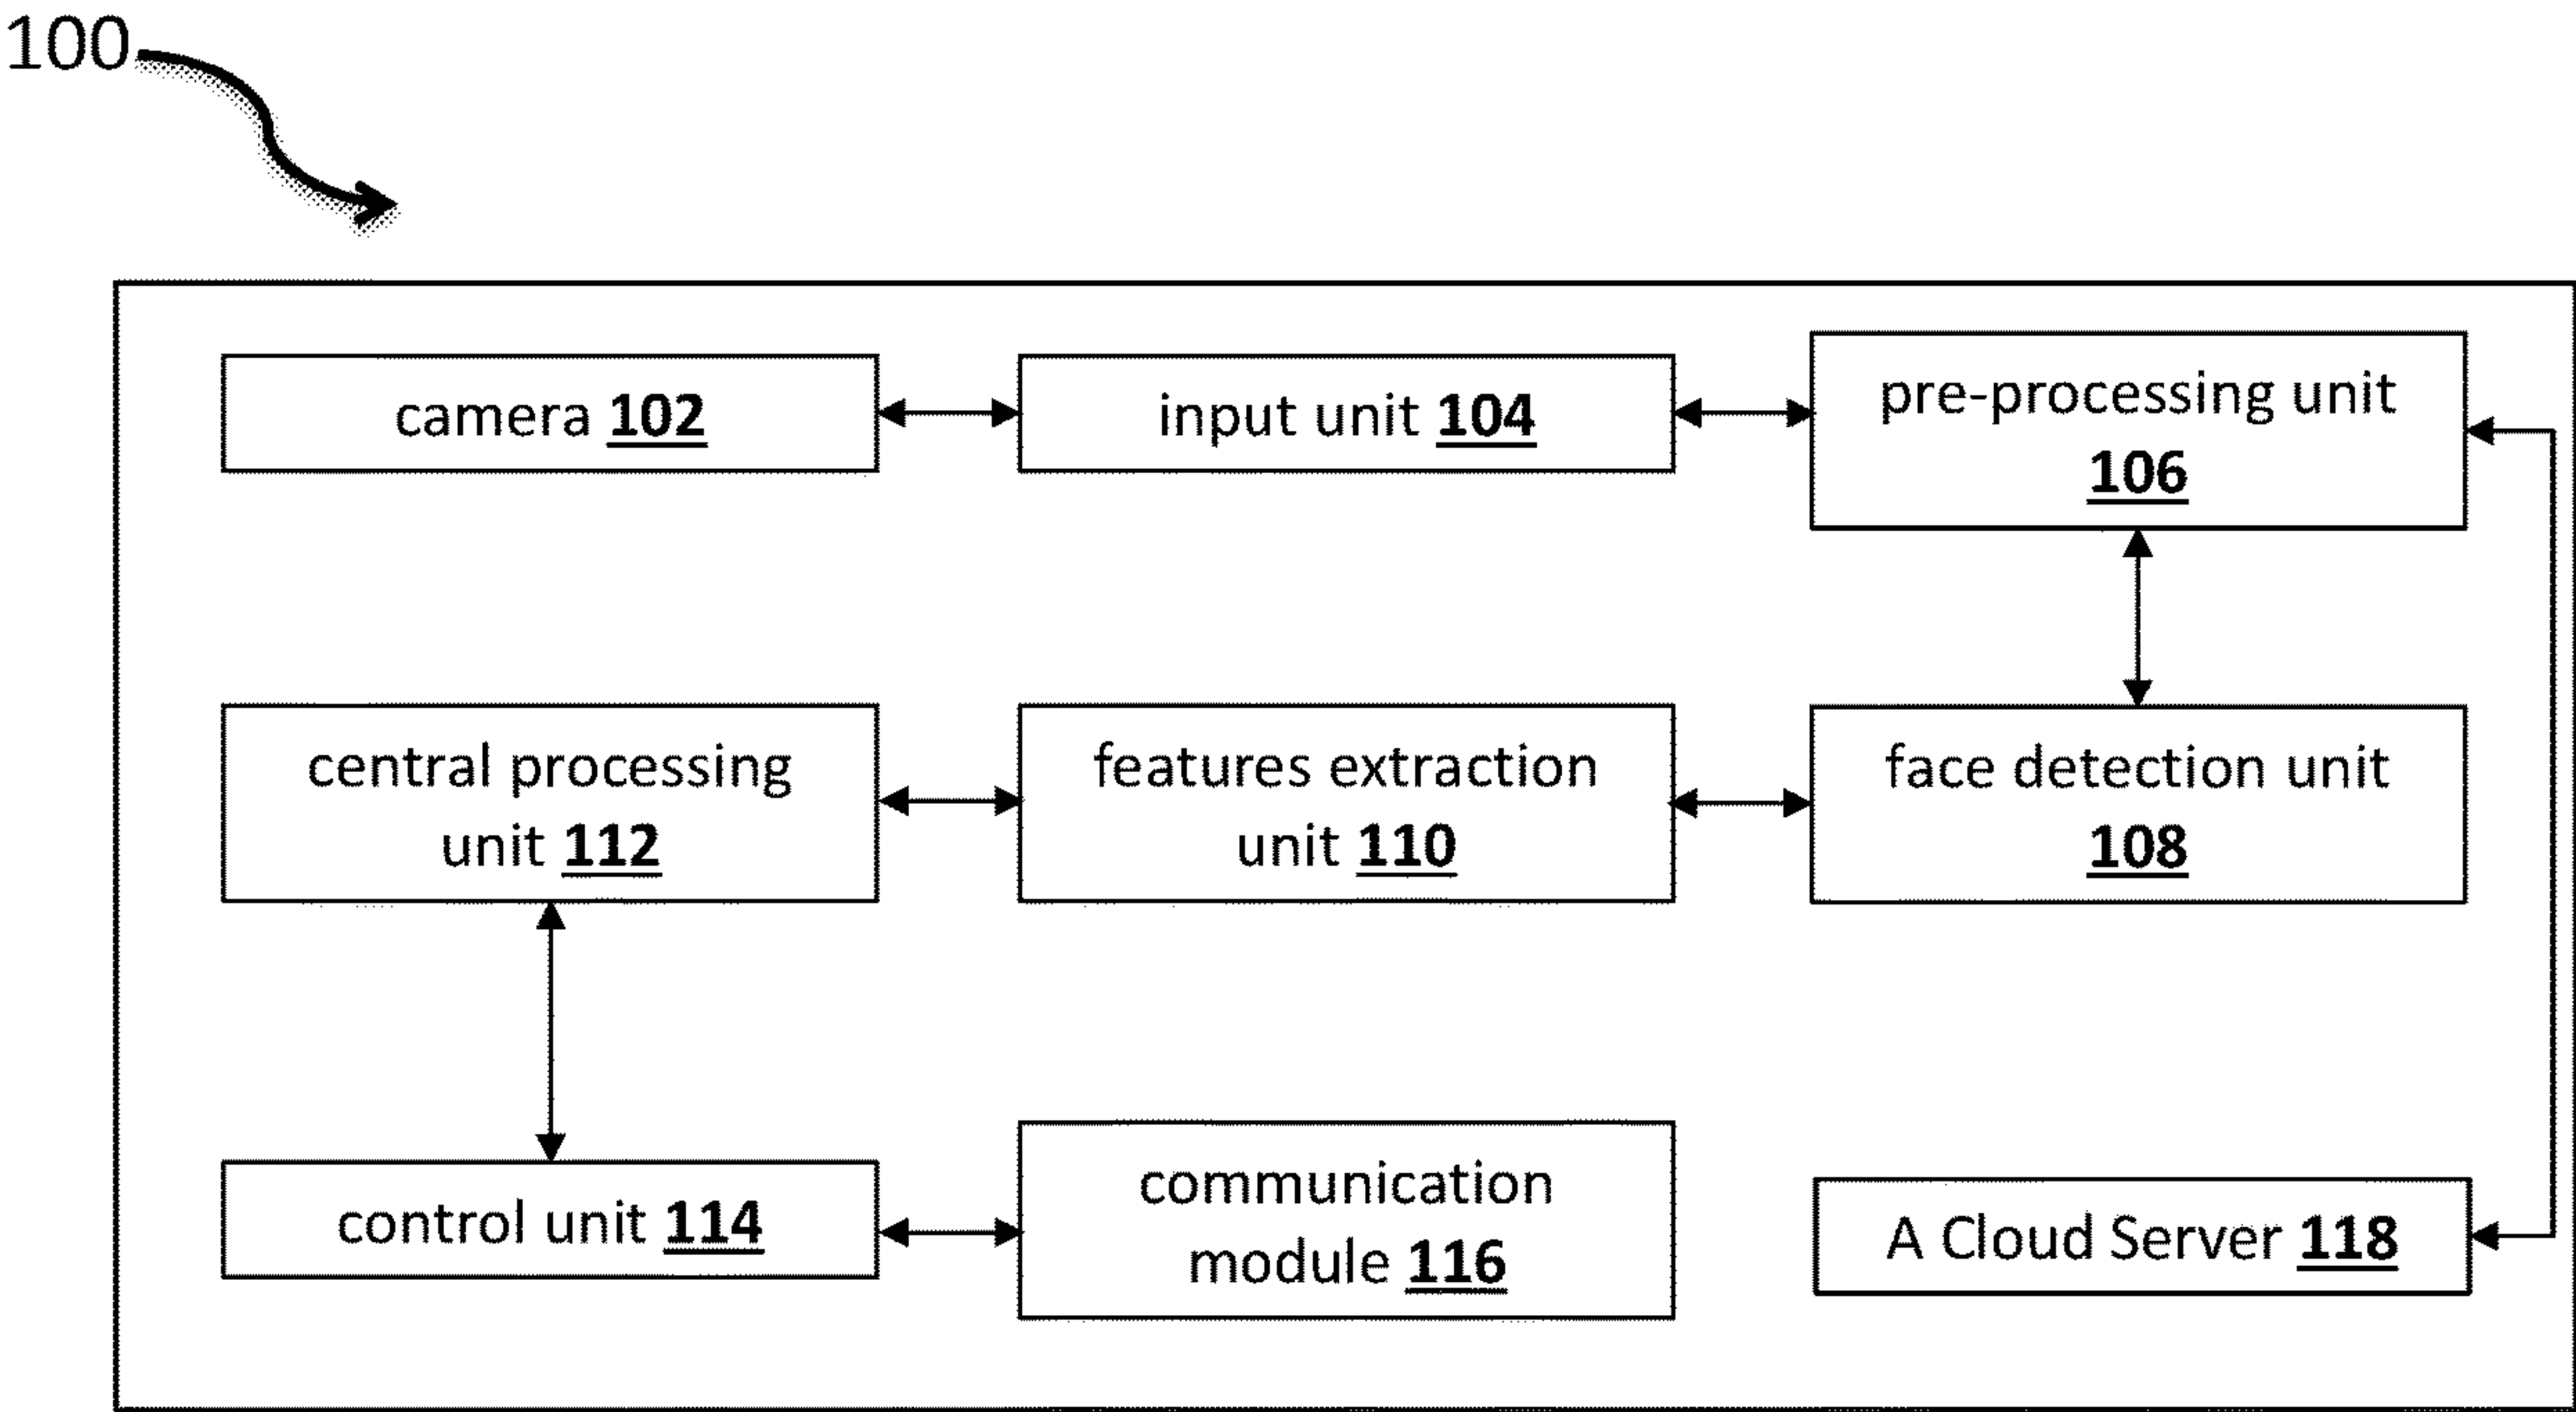 100
camera 102
input unit 104
pre-processing unit
106
central processing
unit 112
features extraction
unit 110
face detection unit
108
control unit 114
communication
module 116
A Cloud Server 118